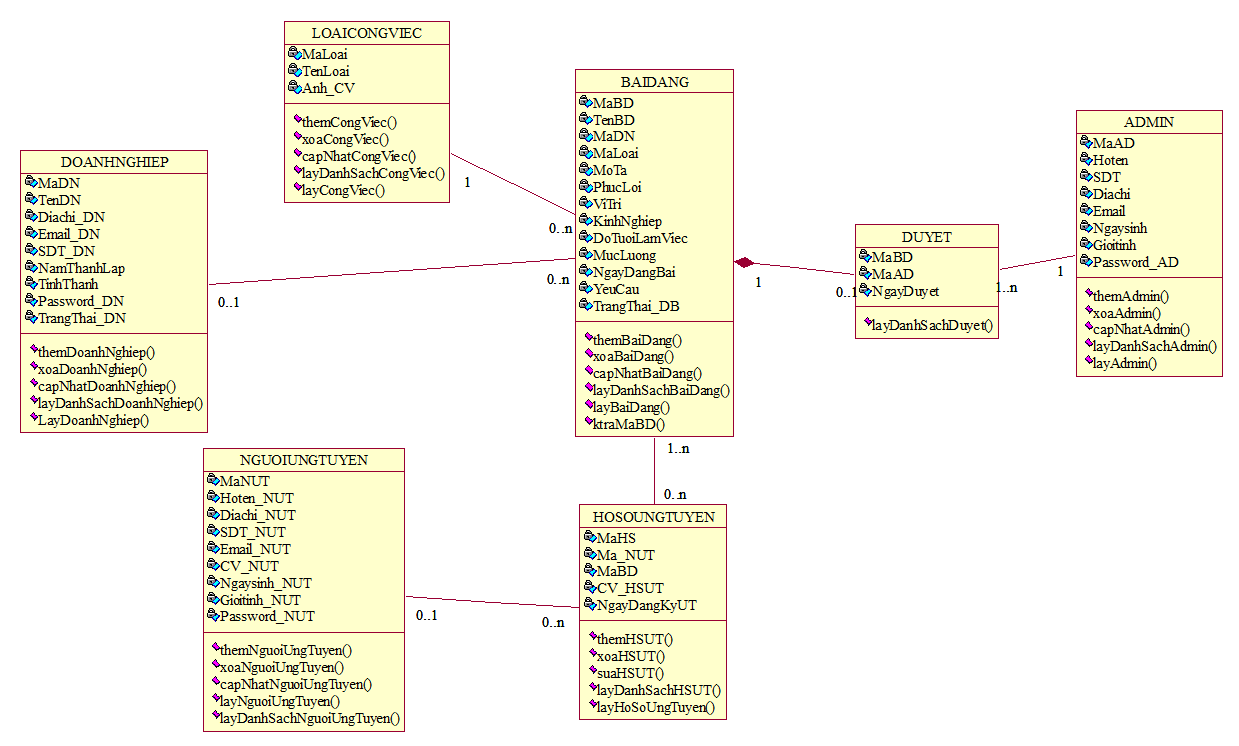 LOAICONGVIEC
MaLoai
TenLoai
Anh_CV
themCongViec()
xoaCongViec()
capNhatCongViec()
layDanhSachCongViec()
layCongViec()
1
0..n
BAIDANG
MaBD
TenBD
MaDN
MaLoai
MoTa
PhucLoi
ViTri
KinhNghiep
DoTuoiLamViec
MucLuong
NgayDangBai
YeuCau
TrangThai_DB
themBaiDang()
xoaBaiDang()
capNhatBaiDang()
layDanhSachBaiDang()
layBaiDang()
ktraMaBD()
ADMIN
MaAD
Hoten
SDT
Diachi
Email
Ngaysinh
Gioitinh
Password_AD
themAdmin()
xoaAdmin()
capNhatAdmin()
layDanhSachAdmin()
layAdmin()
DOANHNGHIEP
MaDN
TenDN
Diachi_DN
Email_DN
SDT_DN
NamThanhLap
TinhThanh
Password_DN
TrangThai_DN
themDoanhNghiep()
xoaDoanhNghiep()
capNhatDoanhNghiep()
layDanhSachDoanhNghiep()
LayDoanhNghiep()
0..1
0..n
DUYET
MaBD
MaAD
NgayDuyet
layDanhSachDuyet()
1
0..1
1..n
1
NGUOIUNGTUYEN
MaNUT
Hoten_NUT
Diachi_NUT
SDT_NUT
Email_NUT
CV_NUT
Ngaysinh_NUT
Gioitinh_NUT
Password_NUT
themNguoiUngTuyen()
xoaNguoiUngTuyen()
capNhatNguoiUngTuyen()
layNguoiUngTuyen()
layDanhSachNguoiUngTuyen()
0..1
0..n
1..n
0..n
HOSOUNGTUYEN
MaHS
Ma_NUT
MaBD
CV_HSUT
NgayDangKyUT
themHSUT()
xoaHSUT()
suaHSUT()
layDanhSachHSUT()
layHoSoUngTuyen()